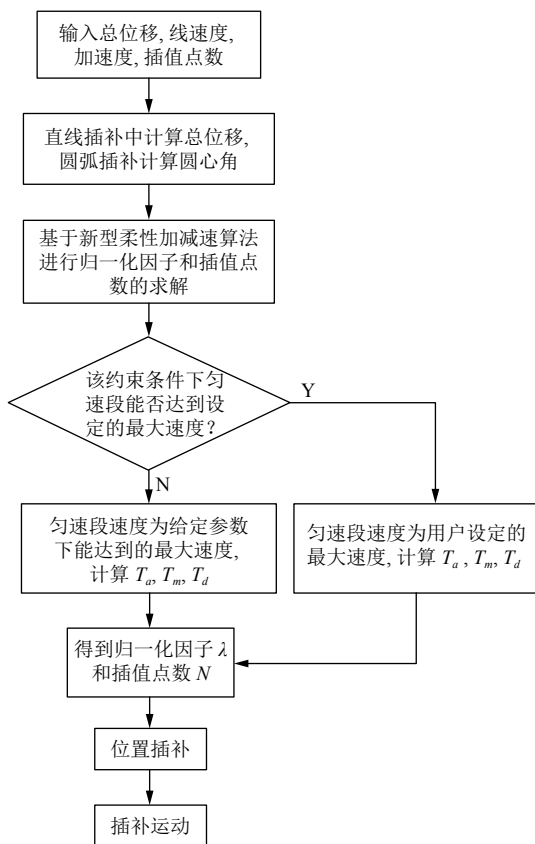 输入总位移, 线速度,
加速度, 插值点数
直线插补中计算总位移,
圆弧插补计算圆心角
基于新型柔性加减速算法
进行归一化因子和插值点
数的求解
该约束条件下匀
速段能否达到设
定的最大速度?
Y
N
匀速段速度为给定参数
下能达到的最大速度,
计算 Ta, Tm, Td
匀速段速度为用户设定的
最大速度, 计算 Ta , Tm, Td
得到归一化因子 λ
和插值点数 N
位置插补
插补运动